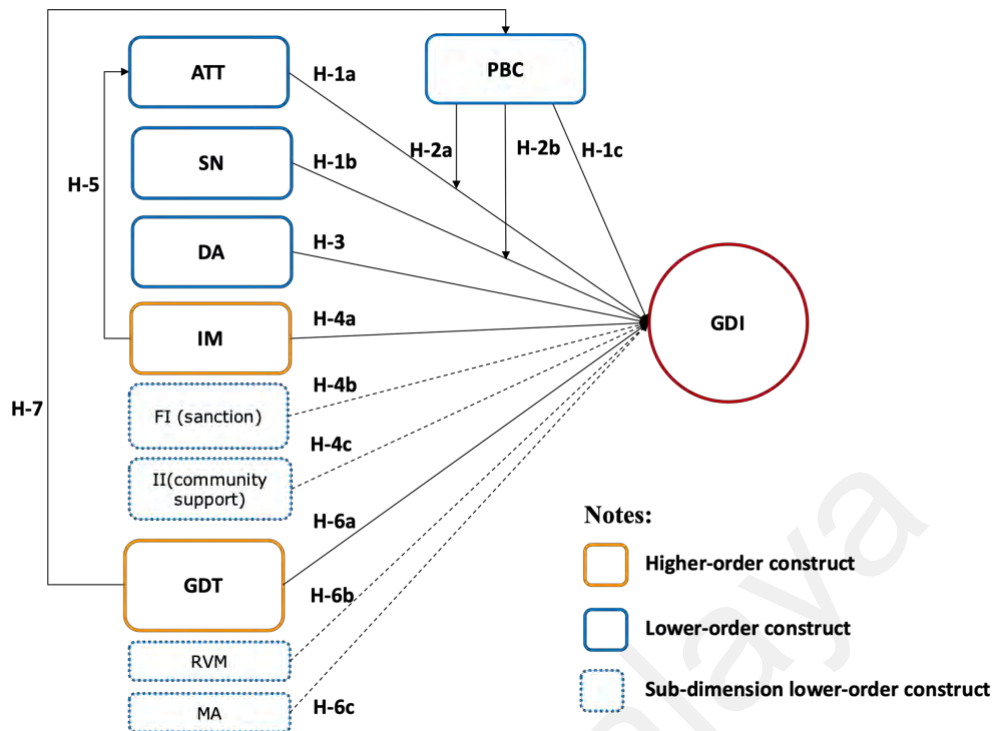 ATT
PBC
H-1a
H-2a
H-2b
H-1c
SN
H-1b
H-5
DA
H-3
GDI
IM
H-4a
H-7
FI (sanction)
H-4b
II(community
support)
H-4c
H-6a
GDT
H-6b
RVM
MA
H-6c
Notes:
Higher-order construct
Lower-order construct
Sub-dimension lower-order construct
alaya